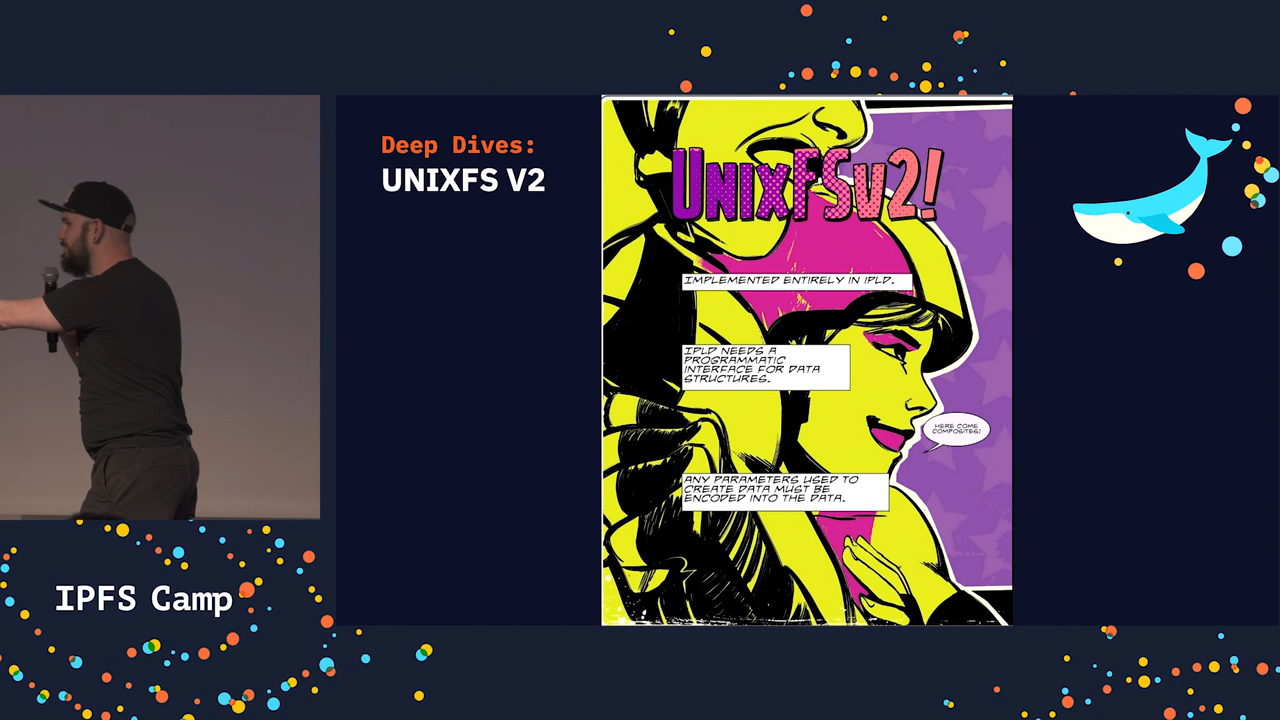 Deep Dives:
UNIXFS V2
UNIXFSV2!
IMPLEMENTED ENTIRELY IN IPLD.
IPLD NEEDS A
PROGRAMMATIC
INTERFACE FOR DATA
STRUCTURES.
HERE COME
COMPOSITES!
ANY PARAMETERS USED TO
CREATE DATA MUST BE
ENCODED INTO THE DATA.
IPFS Camp